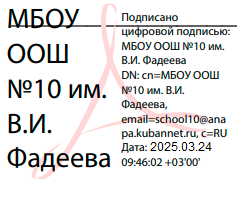 МБОУ
ООШ
№10 им.
В.И.
Фадеева
Подписано
цифровой подписью:
МБОУ ООШ №10 им.
В.И. Фадеева
DN: cn=МБОУ ООШ
№10 им. В.И.
Фадеева,
email=school10@ana
pa.kubannet.ru, c=RU
Дата: 2025.03.24
09:46:02 +03'00'